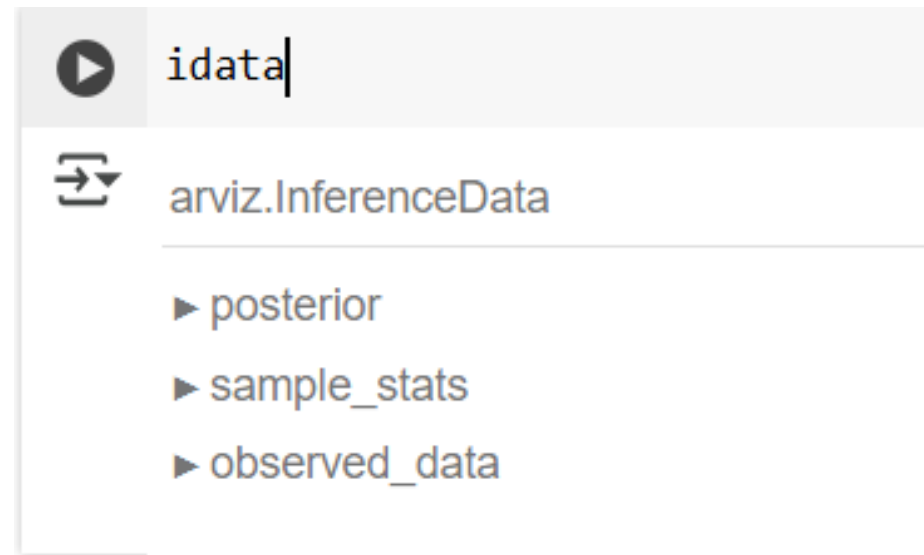 idata
arviz.InferenceData
► posterior
► sample_stats
► observed_data